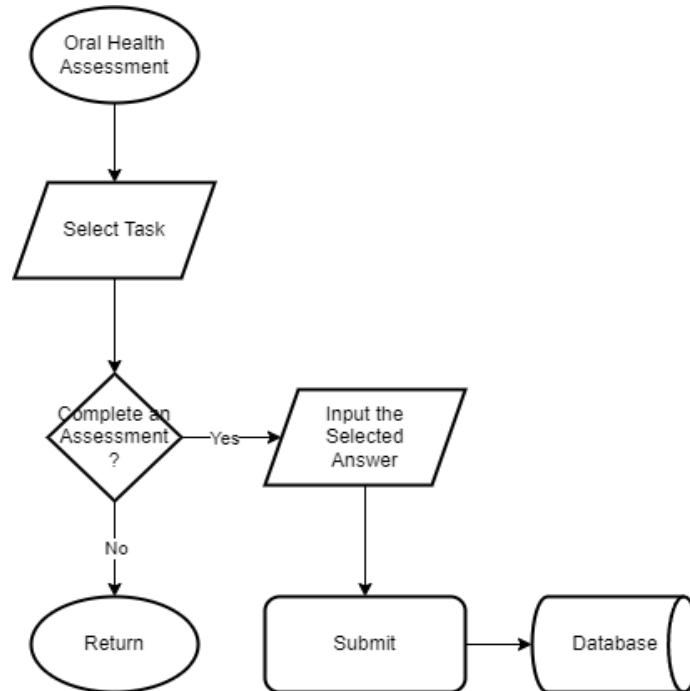 Oral Health
Assessment
Select Task
Complete an
Assessment
?
Yes
Input the
Selected
Answer
No
Return
Submit
Database